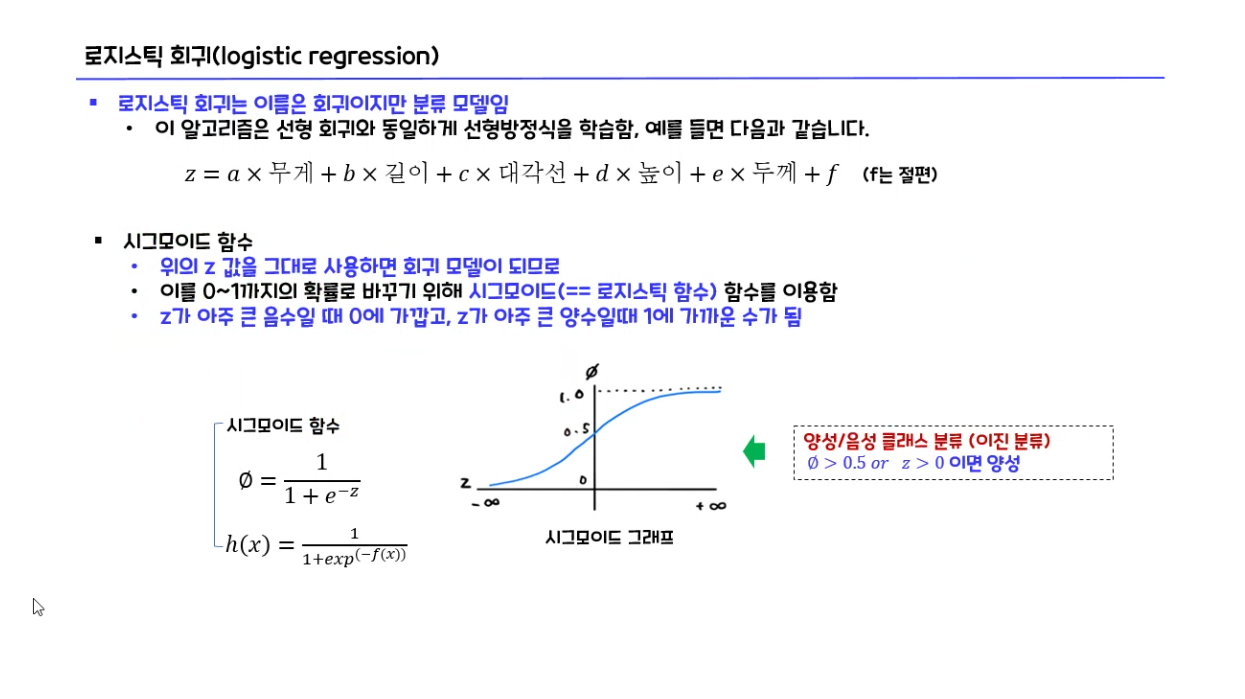 로지스틱 회귀(logistic regression)
▪ 로지스틱 회귀는 이름은 회귀이지만 분류 모델임
• 이 알고리즘은 선형 회귀와 동일하게 선형방정식을 학습함, 예를 들면 다음과 같습니다.
z = a × 무게 + b × 길이 + c × 대각선 + d × 높이 + e × 두께 + f (f는 절편)
▪ 시그모이드 함수
• 위의 z 값을 그대로 사용하면 회귀 모델이 되므로
• 이를 0~1까지의 확률로 바꾸기 위해 시그모이드(== 로지스틱 함수) 함수를 이용함
• z가 아주 큰 음수일 때 0에 가깝고, z가 아주 큰 양수일때 1에 가까운 수가 됨
시그모이드 함수
∅ = 1 / (1 + e^{−z})
h(x) = 1 / (1+exp^{(−f(x))})
ø
1.0
0.5
0
z
-∞
+∞
시그모이드 그래프
양성/음성 클래스 분류 (이진 분류)
∅ > 0.5 or z > 0 이면 양성